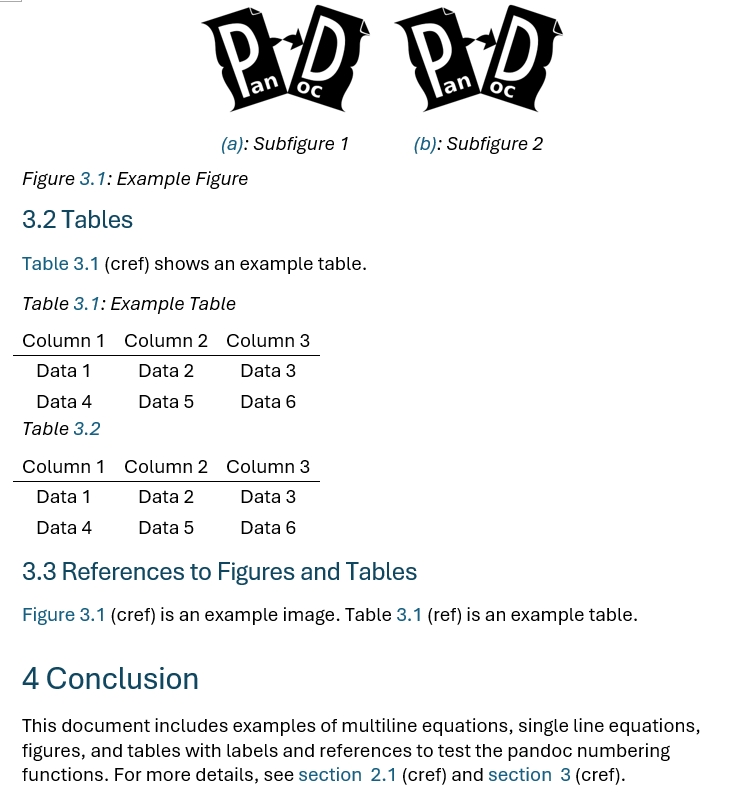 Pan Doc Pan Doc
(a): Subfigure 1 (b): Subfigure 2
Figure 3.1: Example Figure
3.2 Tables
Table 3.1 (cref) shows an example table.
Table 3.1: Example Table
Column 1 Column 2 Column 3
Data 1 Data 2 Data 3
Data 4 Data 5 Data 6
Table 3.2
Column 1 Column 2 Column 3
Data 1 Data 2 Data 3
Data 4 Data 5 Data 6
3.3 References to Figures and Tables
Figure 3.1 (cref) is an example image. Table 3.1 (ref) is an example table.
4 Conclusion
This document includes examples of multiline equations, single line equations,
figures, and tables with labels and references to test the pandoc numbering
functions. For more details, see section 2.1 (cref) and section 3 (cref).